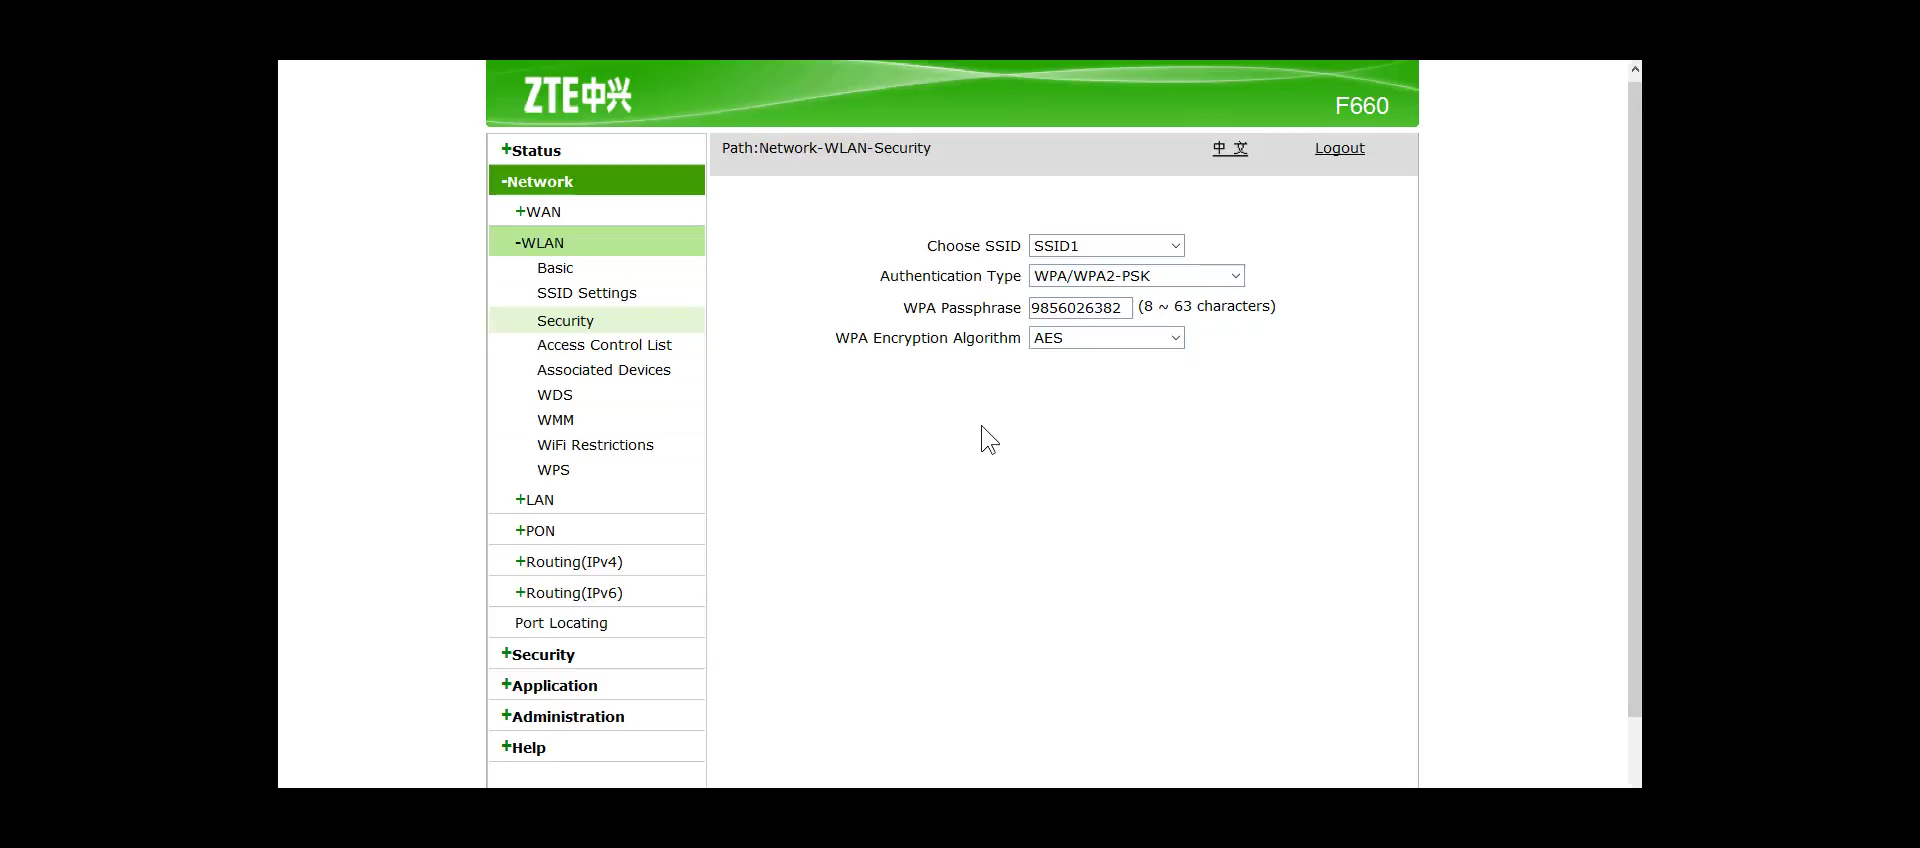 ZTE中兴
F660
+Status
-Network
+WAN
-WLAN
Basic
SSID Settings
Security
Access Control List
Associated Devices
WDS
WMM
WiFi Restrictions
WPS
+LAN
+PON
+Routing(IPv4)
+Routing(IPv6)
Port Locating
+Security
+Application
+Administration
+Help
Path:Network-WLAN-Security 中 文 Logout
Choose SSID SSID1
Authentication Type WPA/WPA2-PSK
WPA Passphrase 9856026382 (8 ~ 63 characters)
WPA Encryption Algorithm AES